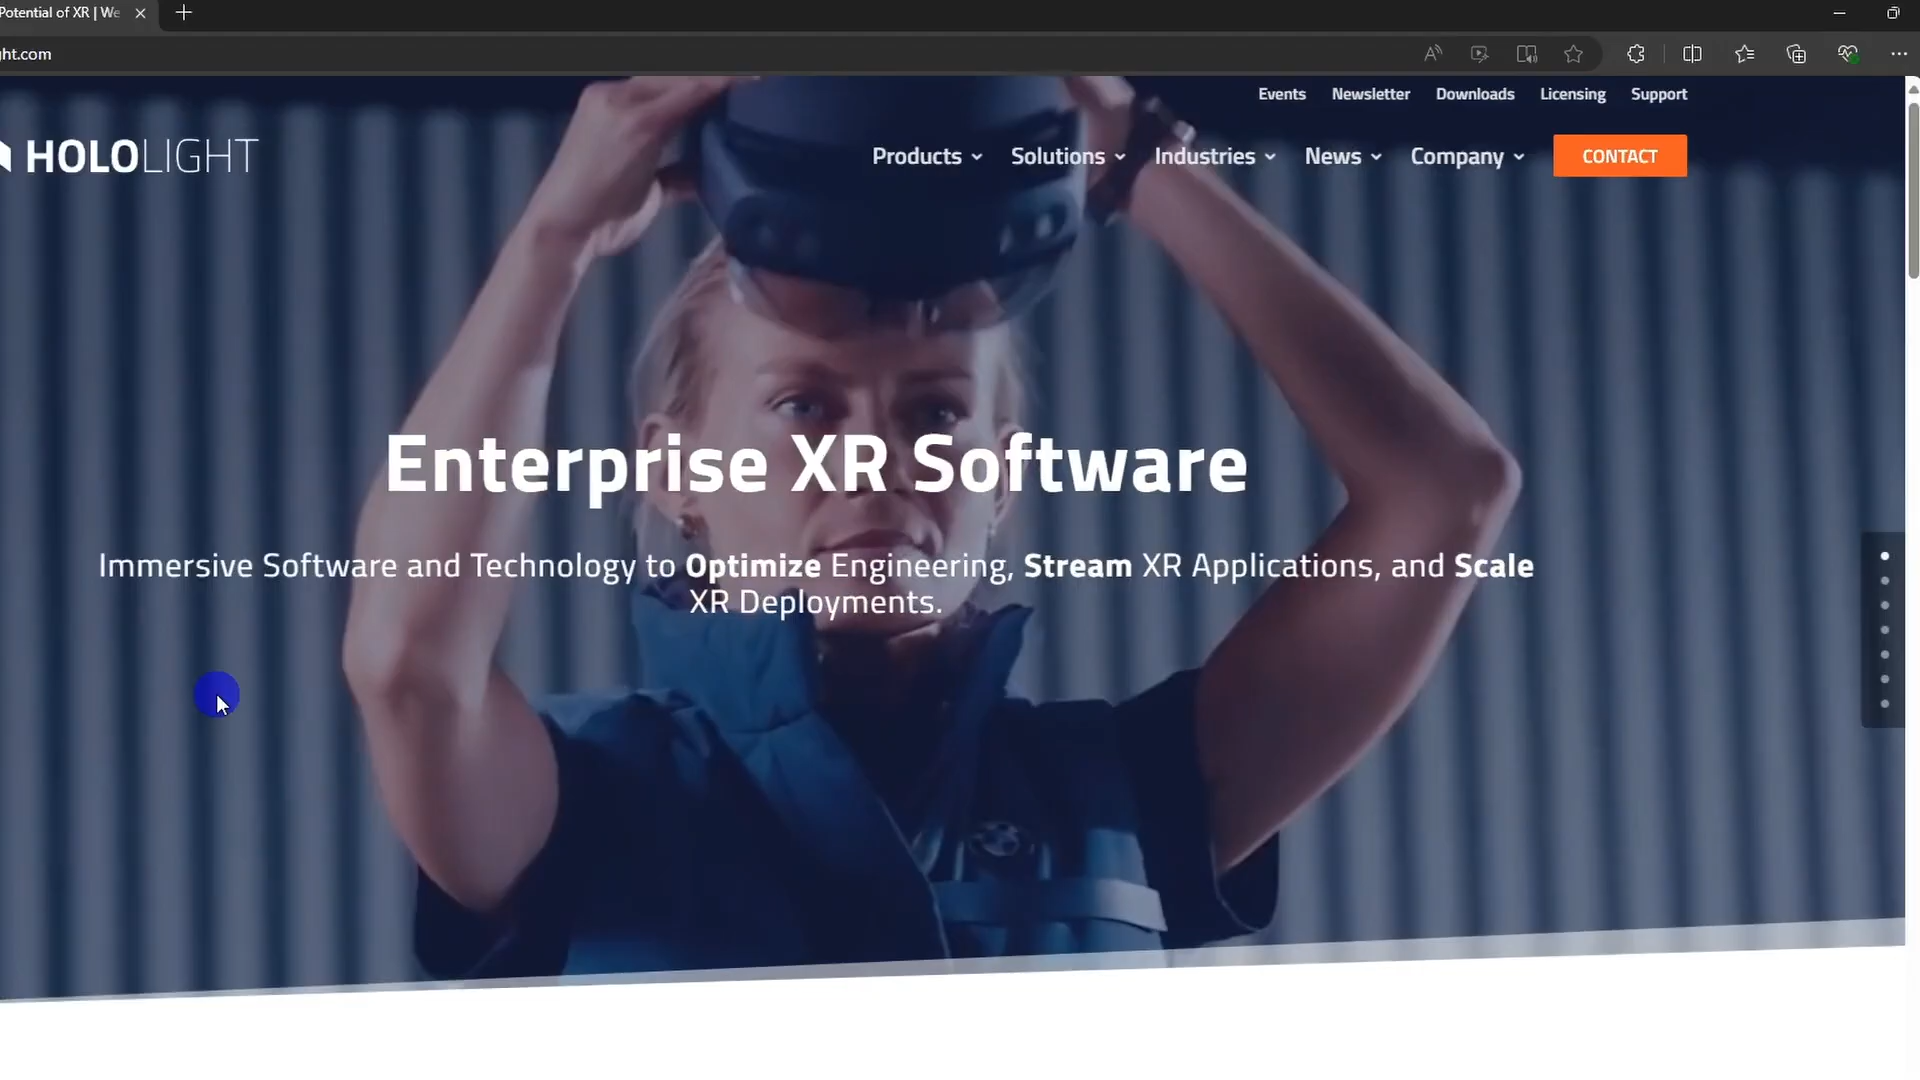 Potential of XR | We
ght.com
Events Newsletter Downloads Licensing Support
HOLOLIGHT
Products Solutions Industries News Company CONTACT
Enterprise XR Software
Immersive Software and Technology to Optimize Engineering, Stream XR Applications, and Scale
XR Deployments.